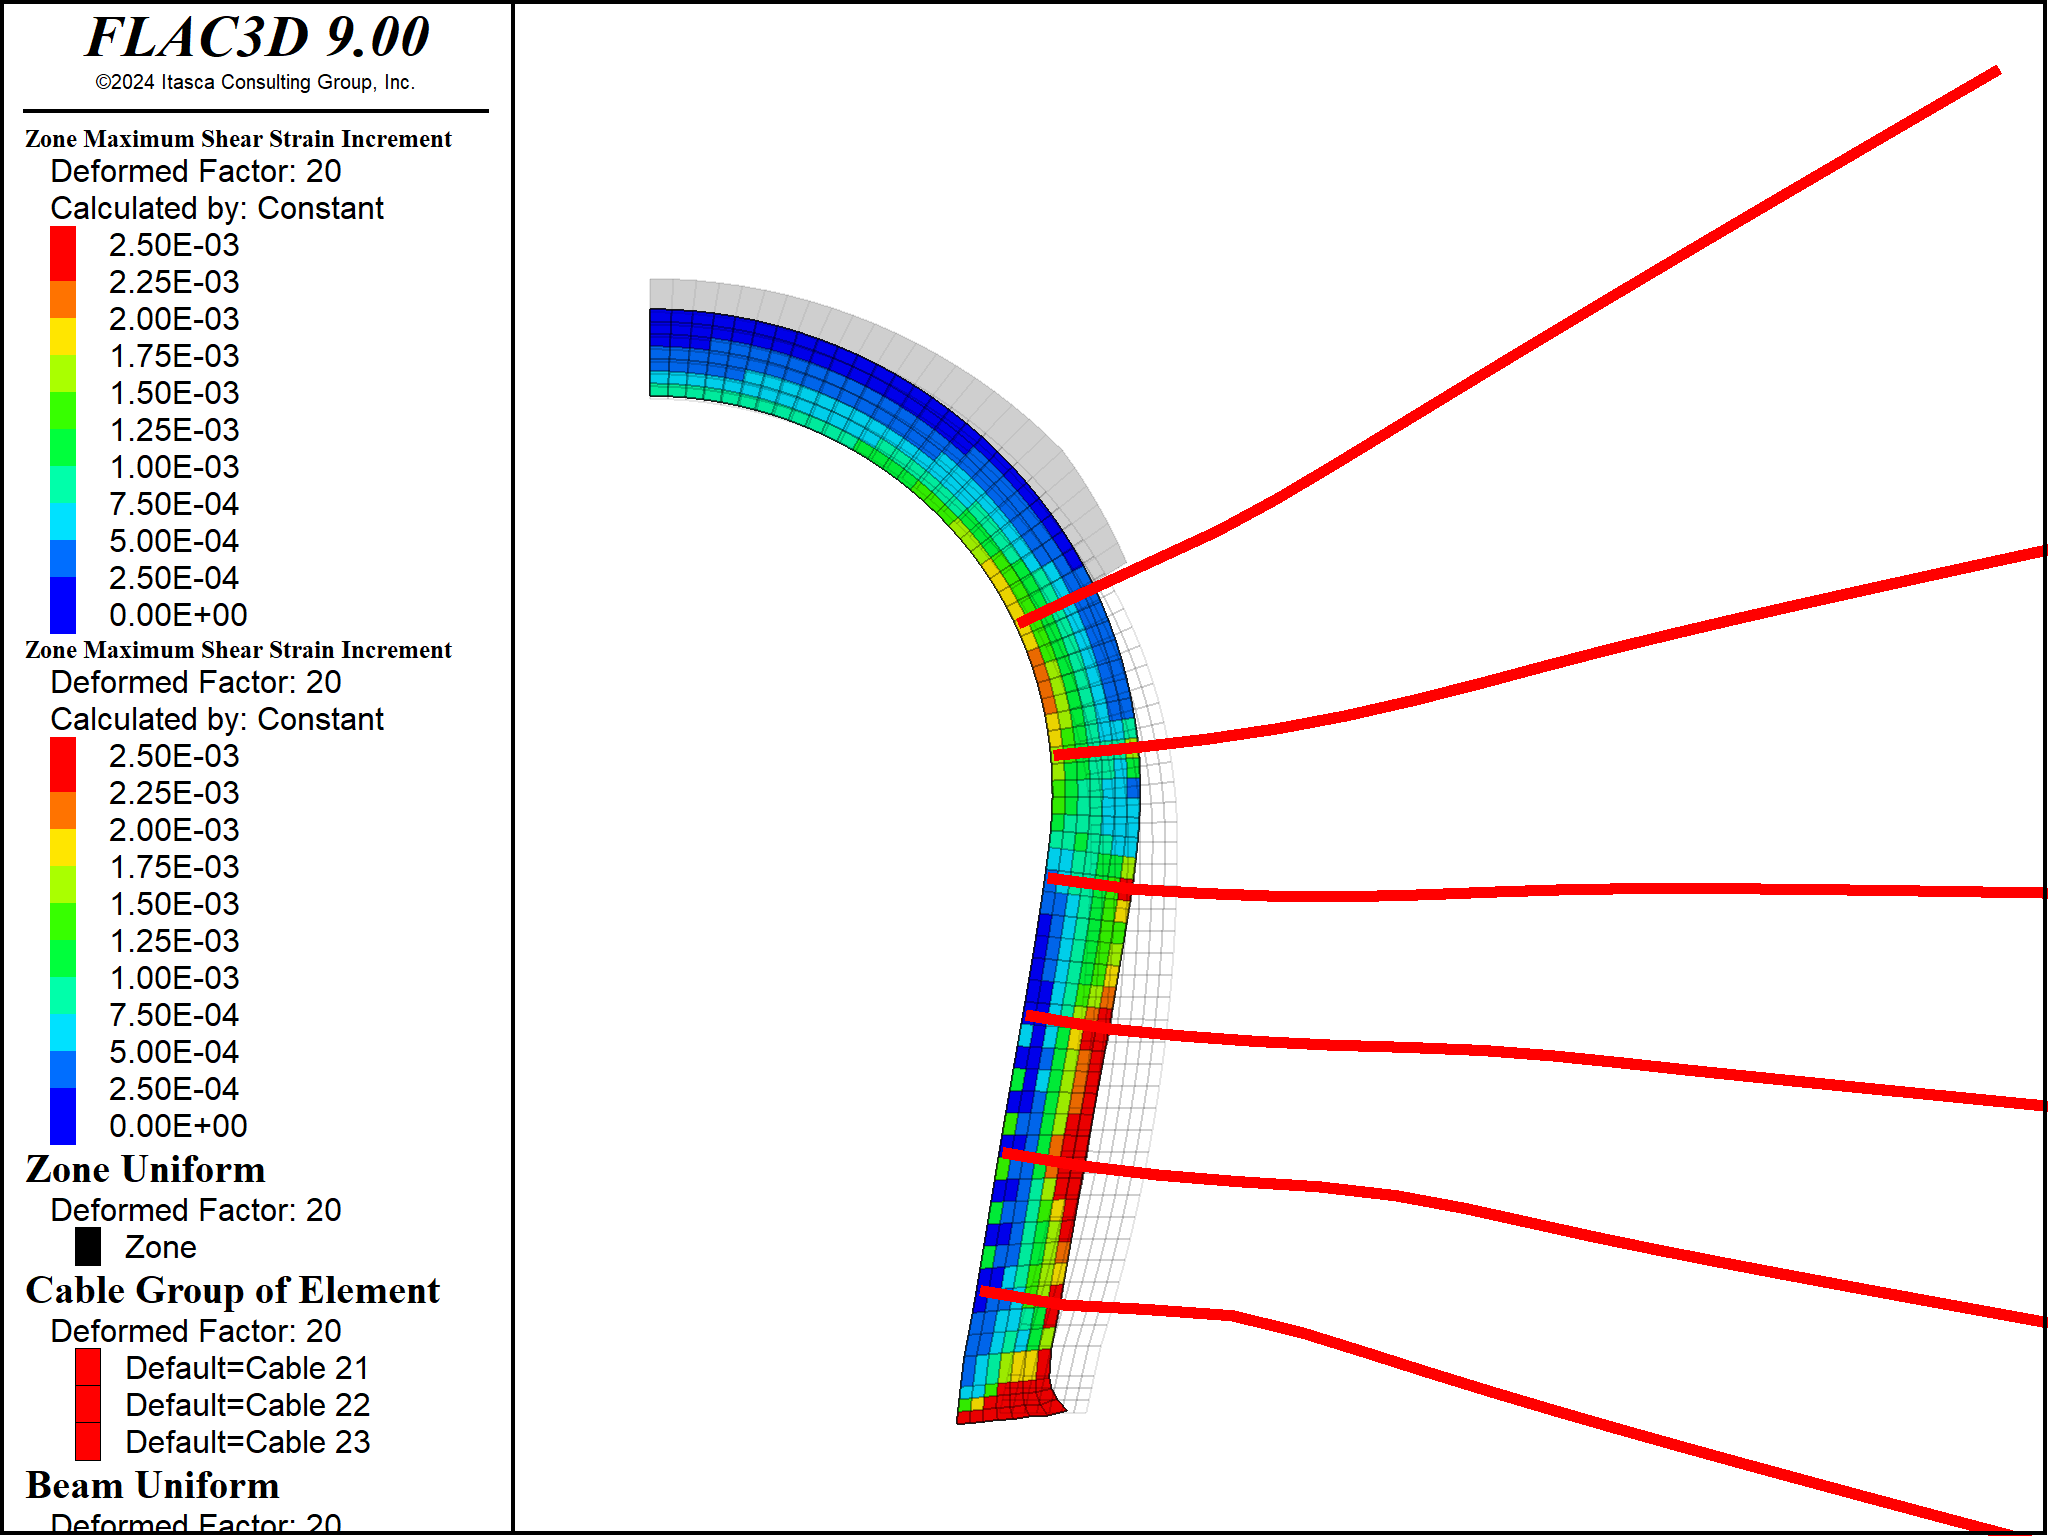 FLAC3D 9.00
©2024 Itasca Consulting Group, Inc.
Zone Maximum Shear Strain Increment
Deformed Factor: 20
Calculated by: Constant
2.50E-03
2.25E-03
2.00E-03
1.75E-03
1.50E-03
1.25E-03
1.00E-03
7.50E-04
5.00E-04
2.50E-04
0.00E+00
Zone Maximum Shear Strain Increment
Deformed Factor: 20
Calculated by: Constant
2.50E-03
2.25E-03
2.00E-03
1.75E-03
1.50E-03
1.25E-03
1.00E-03
7.50E-04
5.00E-04
2.50E-04
0.00E+00
Zone Uniform
Deformed Factor: 20
Zone
Cable Group of Element
Deformed Factor: 20
Default=Cable 21
Default=Cable 22
Default=Cable 23
Beam Uniform
Deformed Factor: 20